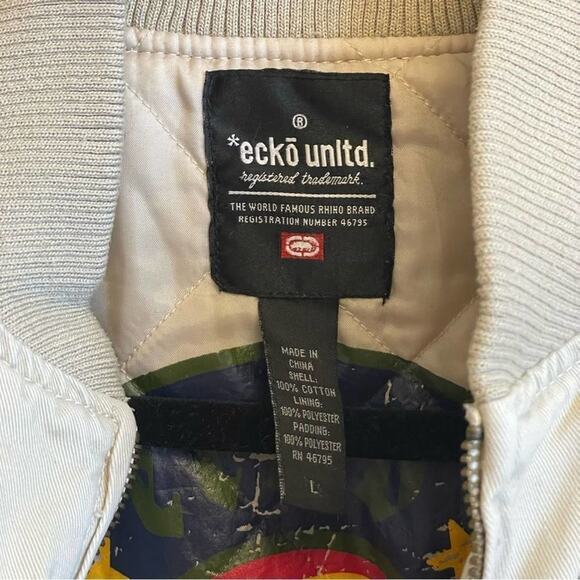 ®
*eckō unltd.
registered trademark.
THE WORLD FAMOUS RHINO BRAND
REGISTRATION NUMBER 46795
MADE IN
CHINA
SHELL:
100% COTTON
LINING:
100% POLYESTER
PADDING:
100% POLYESTER
RN 46795
L